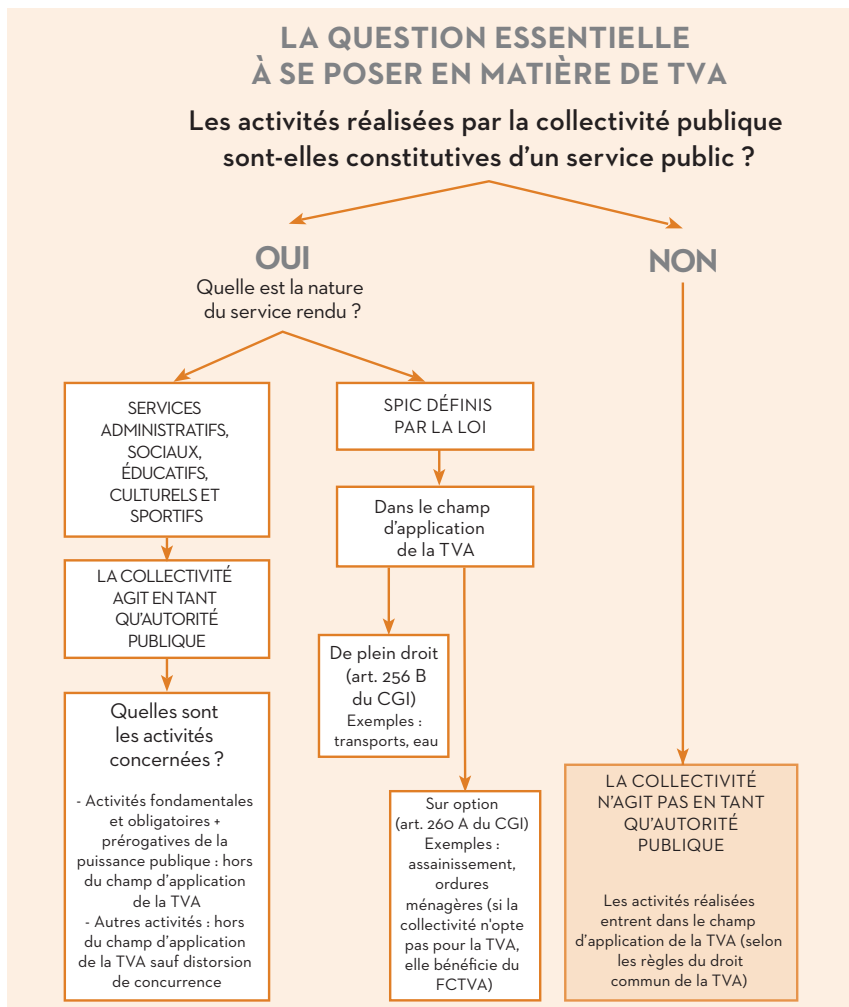 LA QUESTION ESSENTIELLE
À SE POSER EN MATIÈRE DE TVA
Les activités réalisées par la collectivité publique
sont-elles constitutives d'un service public ?
OUI
Quelle est la nature
du service rendu ?
NON
SERVICES
ADMINISTRATIFS,
SOCIAUX,
ÉDUCATIFS,
CULTURELS ET
SPORTIFS
LA COLLECTIVITÉ
AGIT EN TANT
QU'AUTORITÉ
PUBLIQUE
Quelles sont
les activités
concernées ?
- Activités fondamentales
et obligatoires +
prérogatives de la
puissance publique : hors
du champ d'application
de la TVA
- Autres activités : hors
du champ d'application
de la TVA sauf distorsion
de concurrence
SPIC DÉFINIS
PAR LA LOI
Dans le champ
d'application
de la TVA
De plein droit
(art. 256 B
du CGI)
Exemples :
transports, eau
Sur option
(art. 260 A du CGI)
Exemples :
assainissement,
ordures
ménagères (si la
collectivité n'opte
pas pour la TVA,
elle bénéficie du
FCTVA)
LA COLLECTIVITÉ
N'AGIT PAS EN TANT
QU'AUTORITÉ
PUBLIQUE
Les activités réalisées
entrent dans le champ
d'application de la TVA (selon
les règles du droit
commun de la TVA)